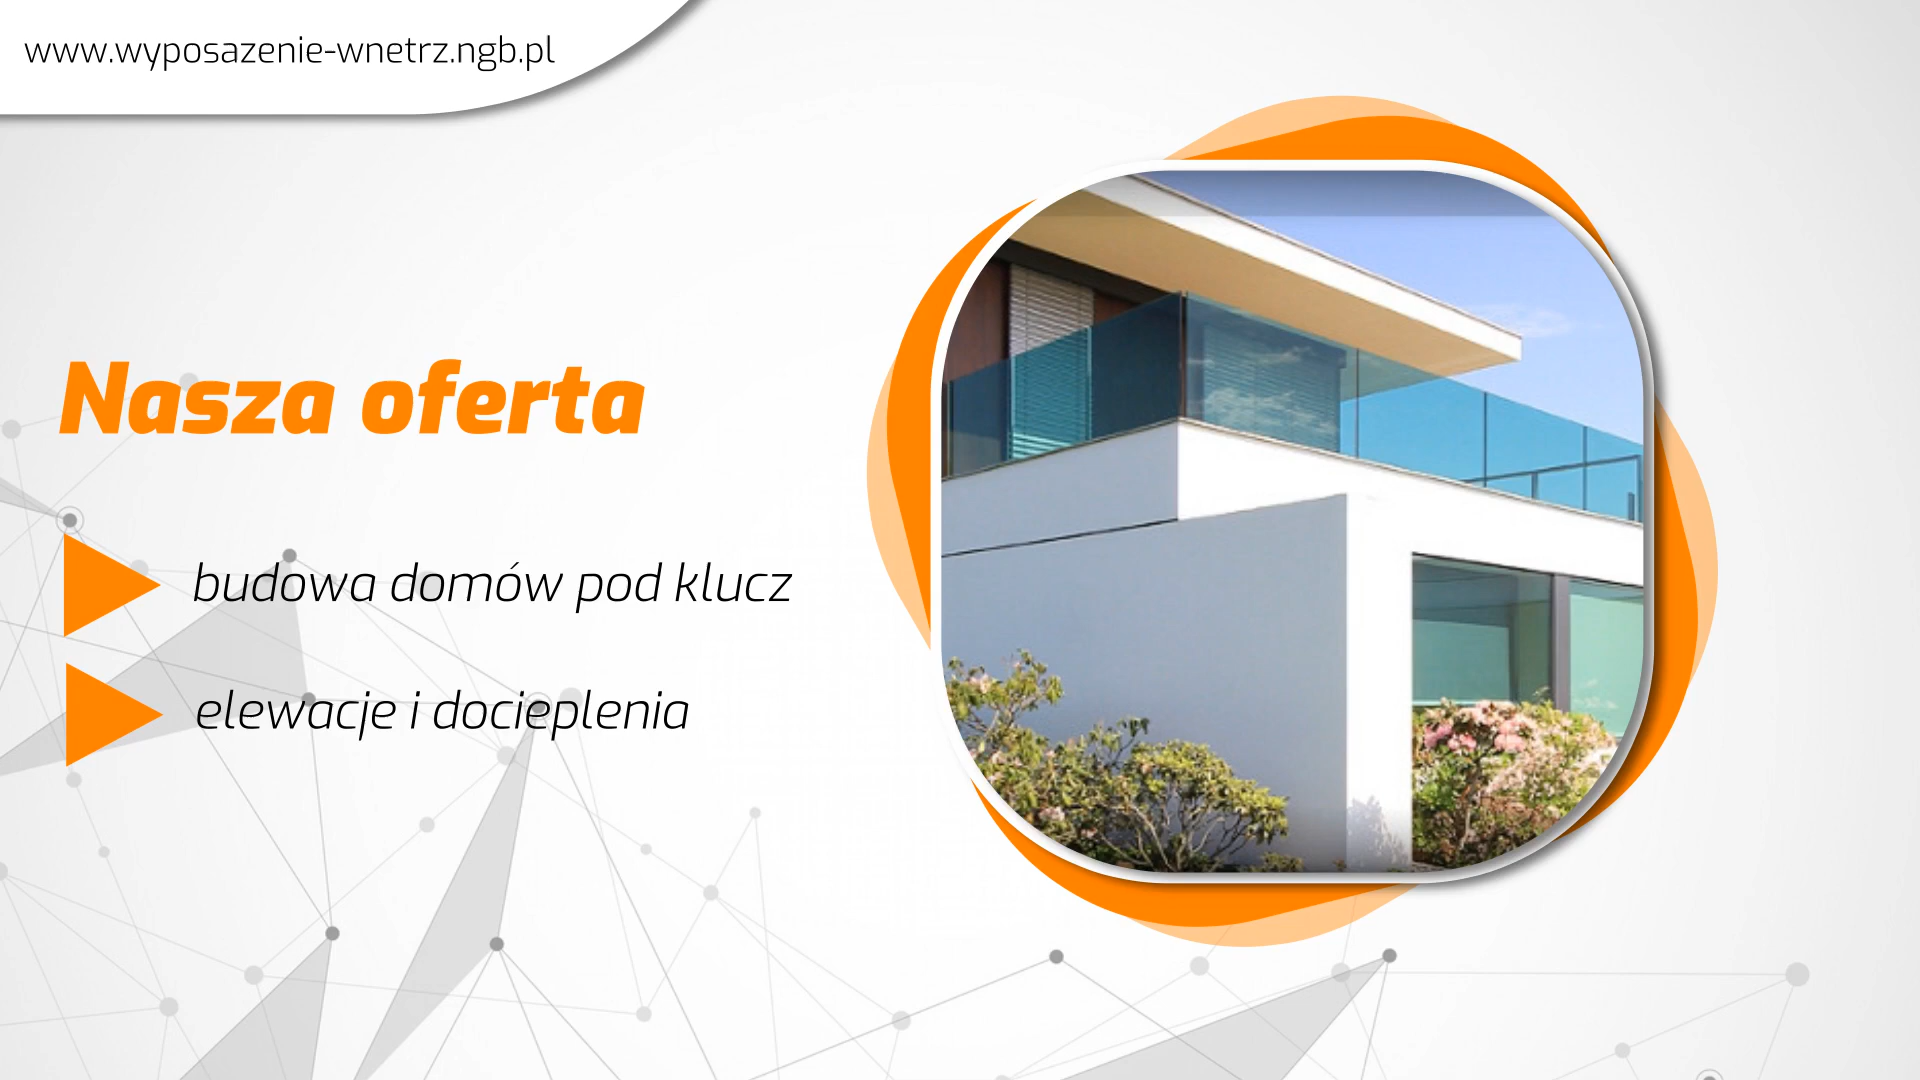 www.wyposazenie-wnetrz.ngb.pl
Nasza oferta
budowa domów pod klucz
elewacje i docieplenia